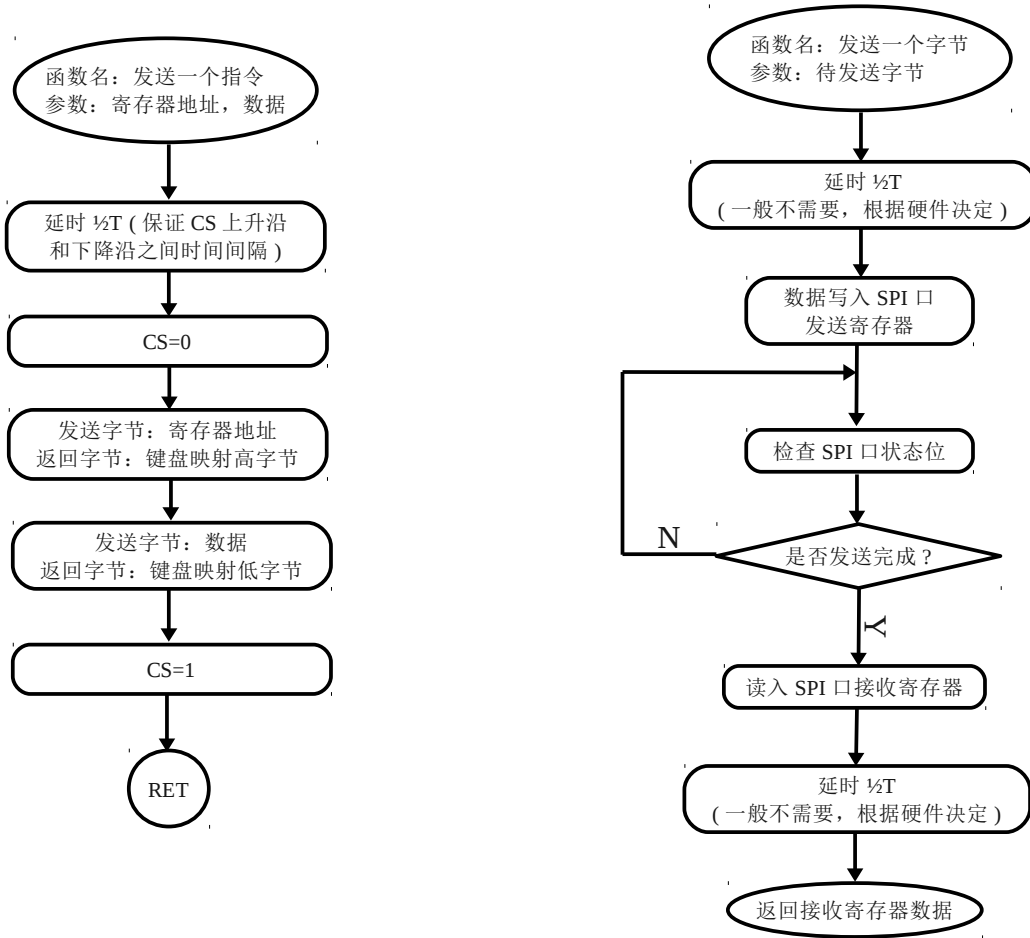 函数名：发送一个指令
参数：寄存器地址，数据
延时 ½T ( 保证 CS 上升沿
和下降沿之间时间间隔 )
CS=0
发送字节：寄存器地址
返回字节：键盘映射高字节
发送字节：数据
返回字节：键盘映射低字节
CS=1
RET
函数名：发送一个字节
参数：待发送字节
延时 ½T
( 一般不需要，根据硬件决定 )
数据写入 SPI 口
发送寄存器
检查 SPI 口状态位
N
是否发送完成 ?
Y
读入 SPI 口接收寄存器
延时 ½T
( 一般不需要，根据硬件决定 )
返回接收寄存器数据